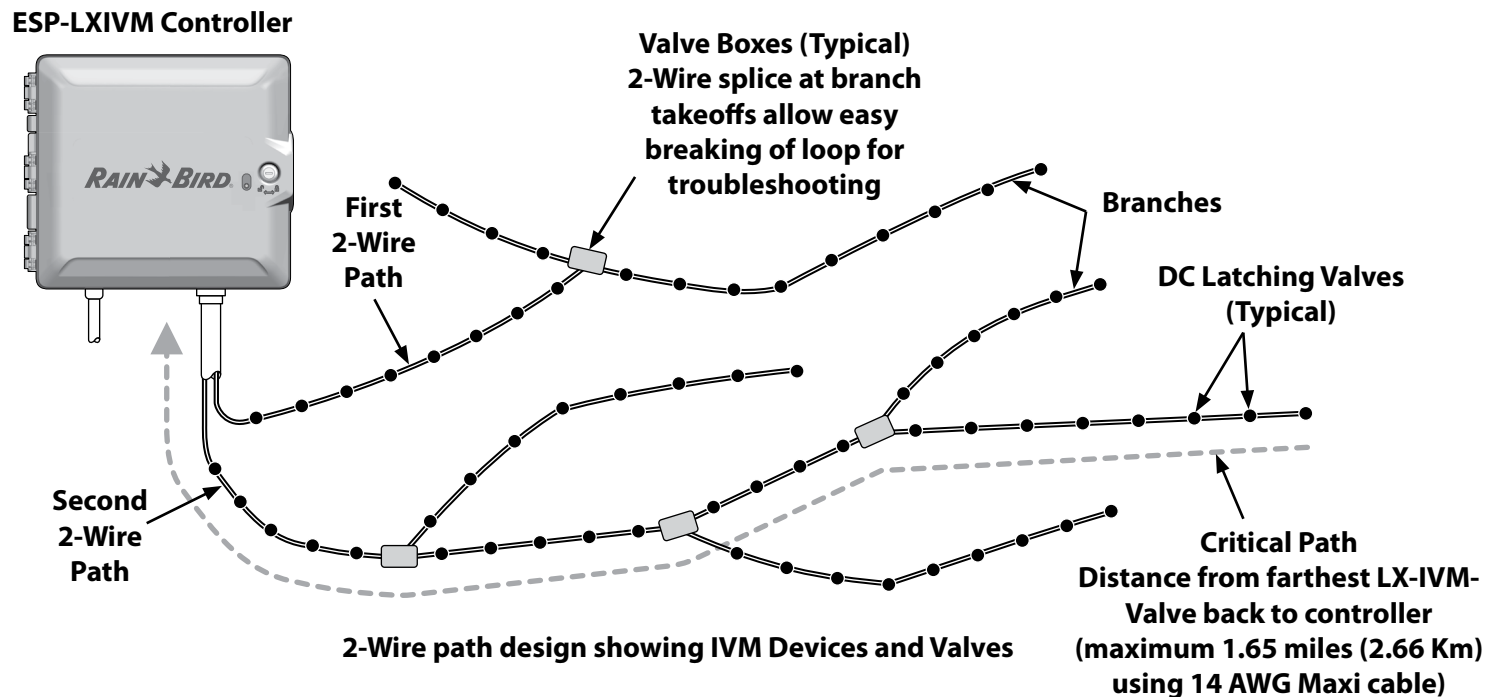 ESP-LXIVM Controller
RAIN BIRD
Valve Boxes (Typical)
2-Wire splice at branch
takeoffs allow easy
breaking of loop for
troubleshooting
First
2-Wire
Path
Branches
DC Latching Valves
(Typical)
Second
2-Wire
Path
Critical Path
Distance from farthest LX-IVM-
Valve back to controller
(maximum 1.65 miles (2.66 Km)
using 14 AWG Maxi cable)
2-Wire path design showing IVM Devices and Valves